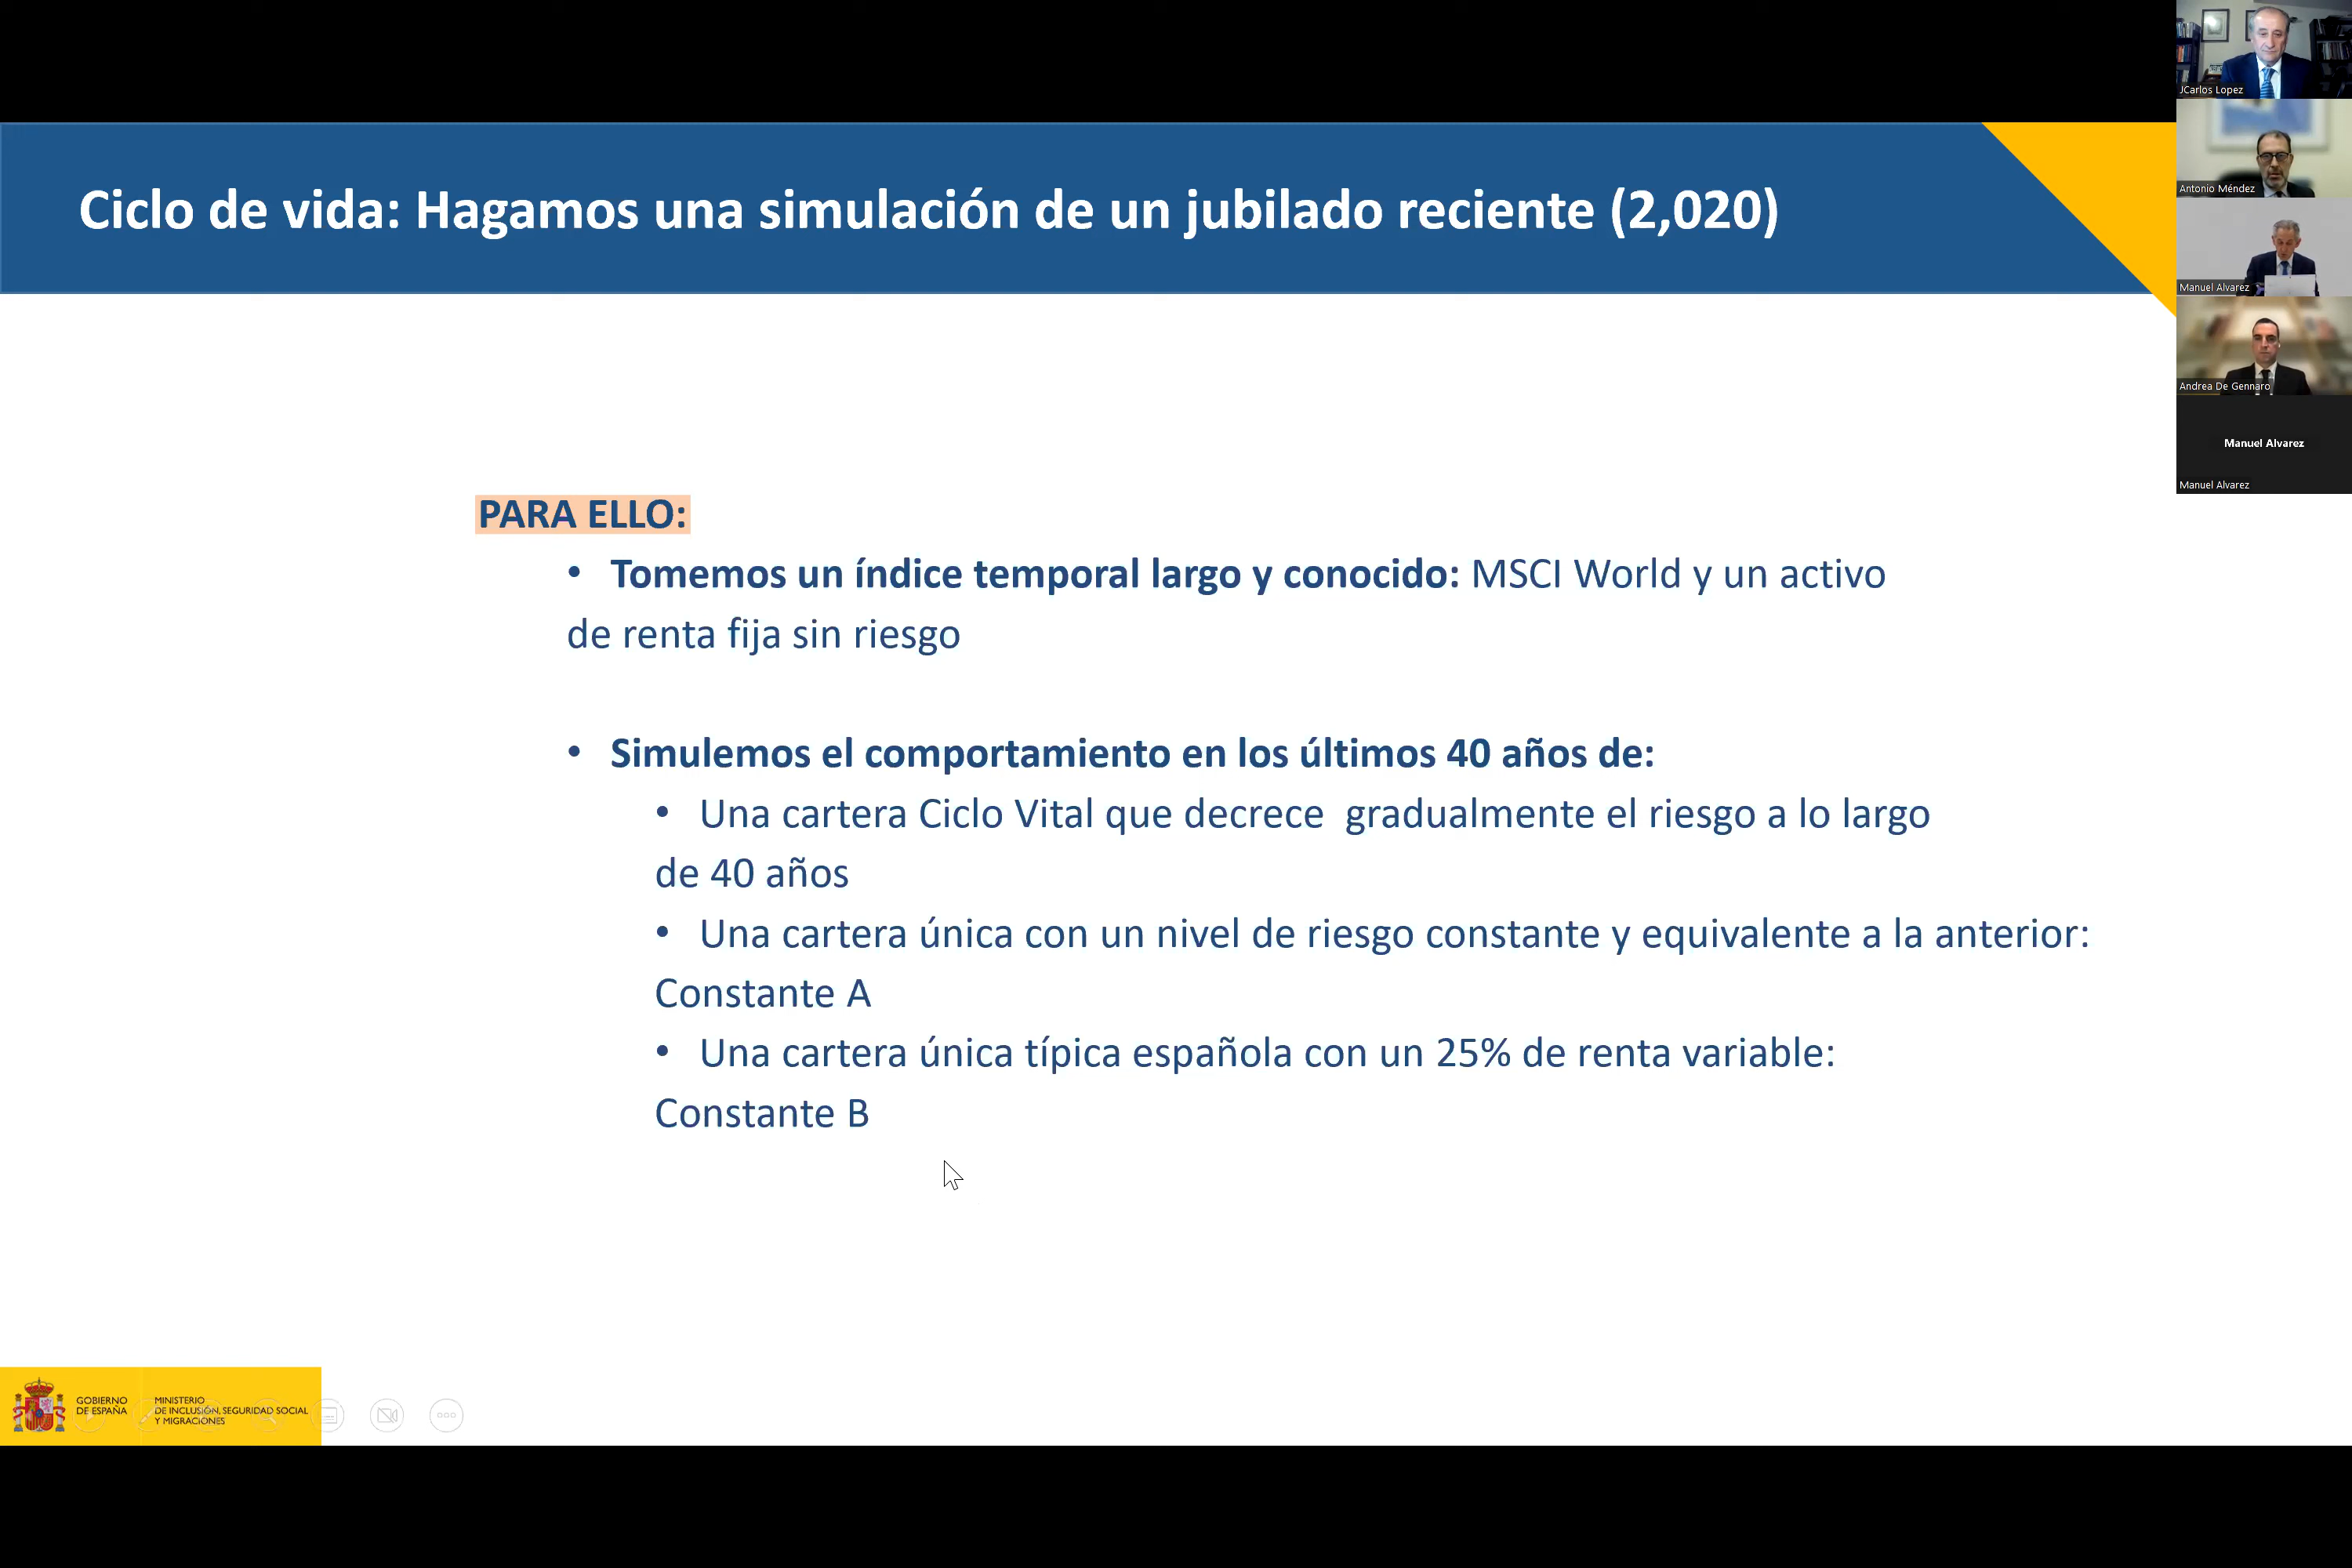 Ciclo de vida: Hagamos una simulación de un jubilado reciente (2,020)
PARA ELLO:
• Tomemos un índice temporal largo y conocido: MSCI World y un activo
de renta fija sin riesgo
• Simulemos el comportamiento en los últimos 40 años de:
• Una cartera Ciclo Vital que decrece  gradualmente el riesgo a lo largo
de 40 años
• Una cartera única con un nivel de riesgo constante y equivalente a la anterior:
Constante A
• Una cartera única típica española con un 25% de renta variable:
Constante B
GOBIERNO
DE ESPAÑA
MINISTERIO
DE INCLUSIÓN, SEGURIDAD SOCIAL
Y MIGRACIONES
JCarlos Lopez
Antonio Méndez
Manuel Alvarez
Andrea De Gennaro
Manuel Alvarez
Manuel Alvarez